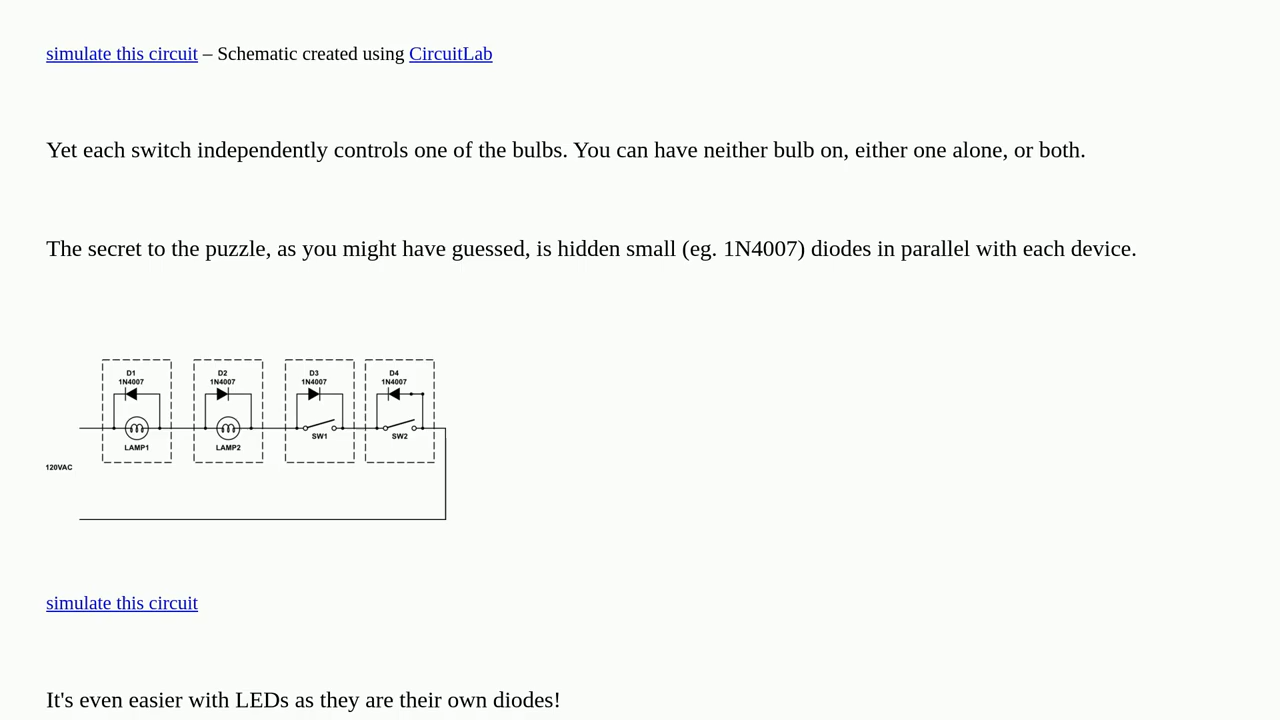 simulate this circuit – Schematic created using CircuitLab
Yet each switch independently controls one of the bulbs. You can have neither bulb on, either one alone, or both.
The secret to the puzzle, as you might have guessed, is hidden small (eg. 1N4007) diodes in parallel with each device.
D1 D2 D3 D4
1N4007 1N4007 1N4007 1N4007
SW1 SW2
LAMP1 LAMP2
120VAC
simulate this circuit
It's even easier with LEDs as they are their own diodes!